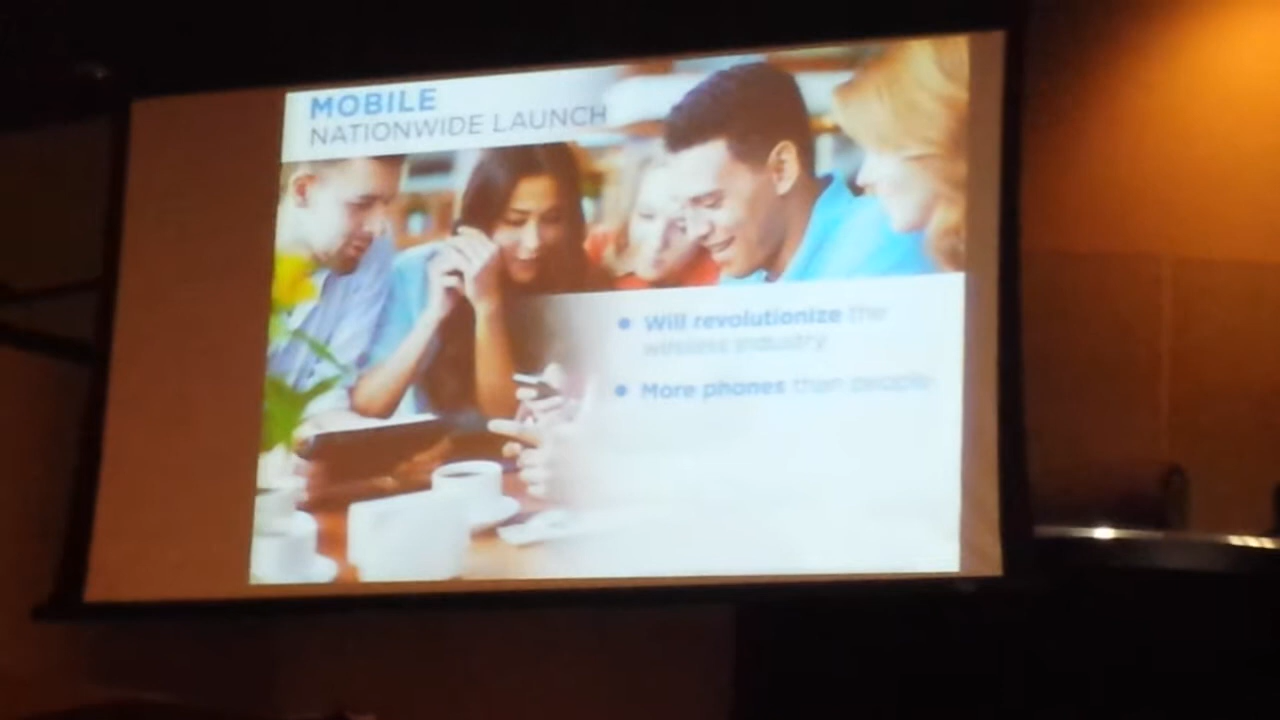 MOBILE
NATIONWIDE LAUNCH
• Will revolutionize the
wireless industry
• More phones than people